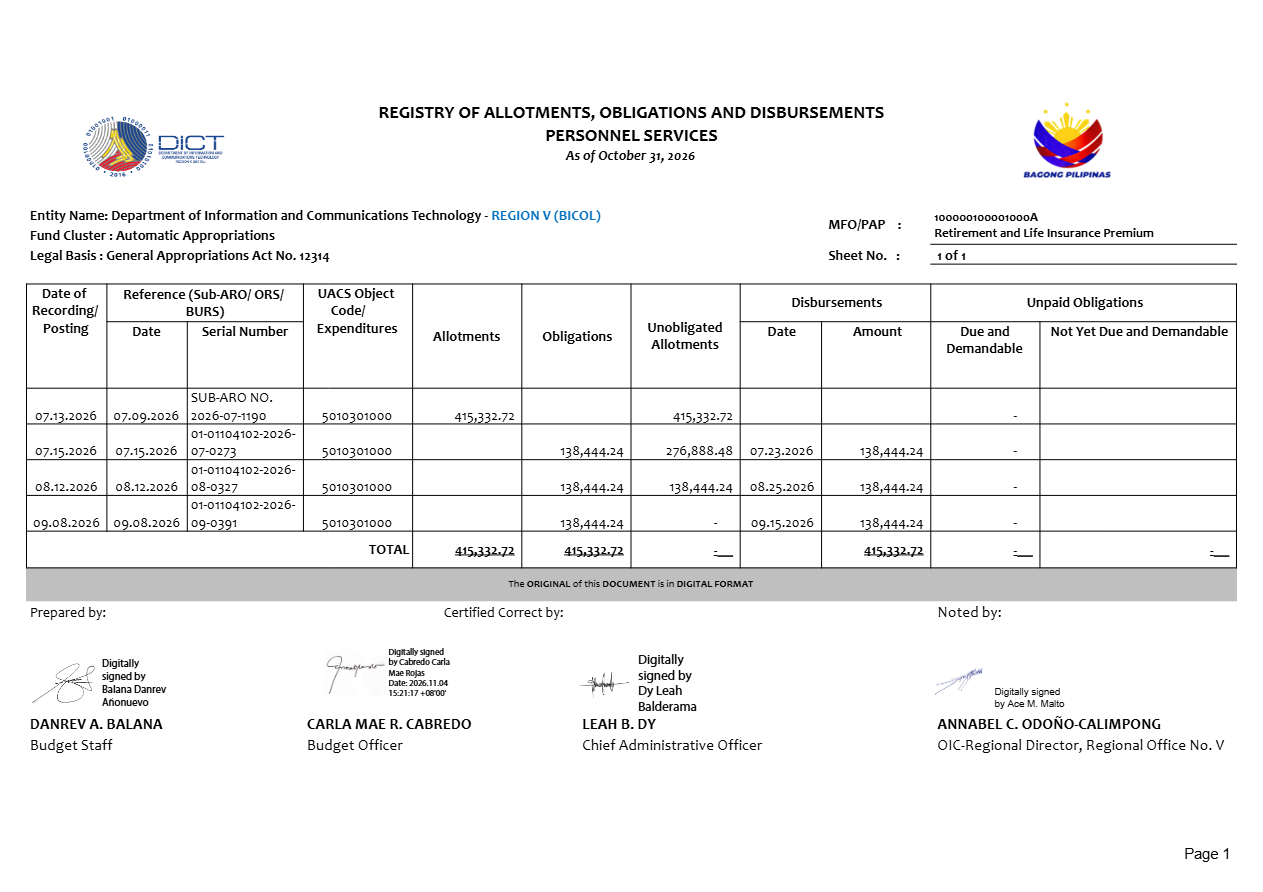 REGISTRY OF ALLOTMENTS, OBLIGATIONS AND DISBURSEMENTS
PERSONNEL SERVICES
As of October 31, 2026
DICT
2016
BAGONG PILIPINAS
Entity Name: Department of Information and Communications Technology - REGION V (BICOL)
Fund Cluster : Automatic Appropriations
Legal Basis : General Appropriations Act No. 12314
MFO/PAP : 100000100001000A
Retirement and Life Insurance Premium
Sheet No. : 1 of 1
Date of Recording/ Posting | Reference (Sub-ARO/ ORS/ BURS) | UACS Object Code/ Expenditures | Allotments | Obligations | Unobligated Allotments | Disbursements | Unpaid Obligations
Date | Serial Number | Date | Amount | Due and Demandable | Not Yet Due and Demandable
07.13.2026 | 07.09.2026 | SUB-ARO NO. 2026-07-1190 | 5010301000 | 415,332.72 | | 415,332.72 | | | - |
07.15.2026 | 07.15.2026 | 01-01104102-2026-07-0273 | 5010301000 | | 138,444.24 | 276,888.48 | 07.23.2026 | 138,444.24 | - |
08.12.2026 | 08.12.2026 | 01-01104102-2026-08-0327 | 5010301000 | | 138,444.24 | 138,444.24 | 08.25.2026 | 138,444.24 | - |
09.08.2026 | 09.08.2026 | 01-01104102-2026-09-0391 | 5010301000 | | 138,444.24 | - | 09.15.2026 | 138,444.24 | - |
TOTAL | 415,332.72 | 415,332.72 | - | | 415,332.72 | - | -
The ORIGINAL of this DOCUMENT is in DIGITAL FORMAT
Prepared by:
Certified Correct by:
Noted by:
Digitally
signed by
Balana Danrev
Añonuevo
DANREV A. BALANA
Budget Staff
Digitally signed
by Cabredo Carla
Mae Rojas
Date: 2026.11.04
15:21:17 +08'00'
CARLA MAE R. CABREDO
Budget Officer
Digitally
signed by
Dy Leah
Balderama
LEAH B. DY
Chief Administrative Officer
Digitally signed
by Ace M. Malto
ANNABEL C. ODOÑO-CALIMPONG
OIC-Regional Director, Regional Office No. V
Page 1